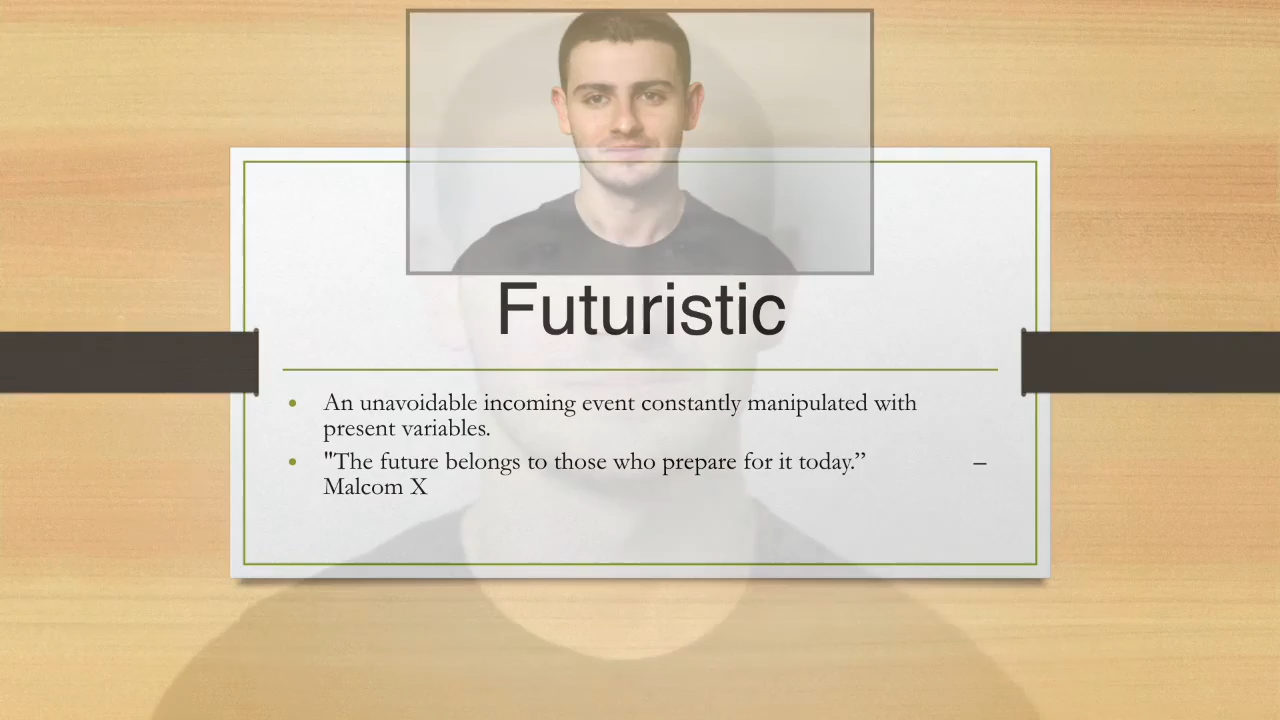 Futuristic
• An unavoidable incoming event constantly manipulated with
present variables.
• "The future belongs to those who prepare for it today.” –
Malcom X